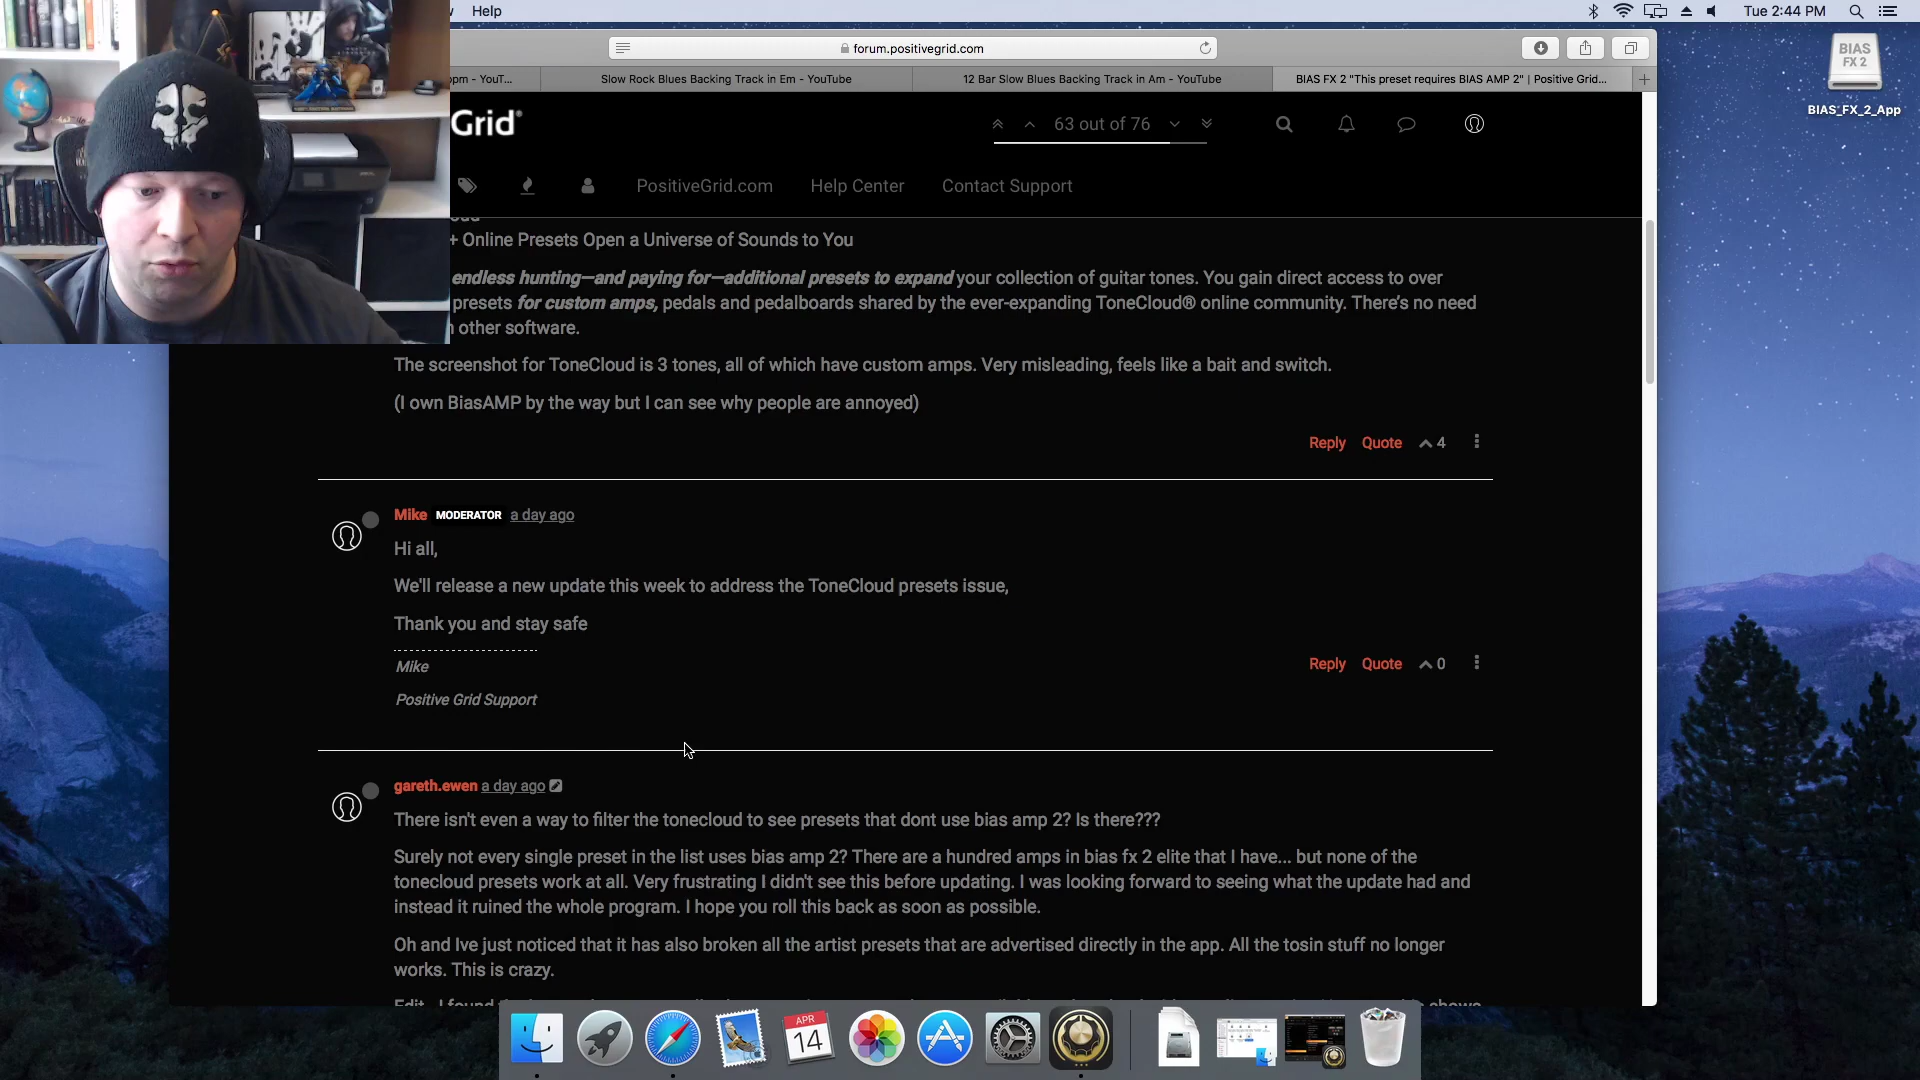 Help
Tue 2:44 PM
forum.positivegrid.com
Slow Rock Blues Backing Track in Em - YouTube
12 Bar Slow Blues Backing Track in Am - YouTube
BIAS FX 2 "This preset requires BIAS AMP 2" | Positive Grid...
BIAS
FX 2
BIAS_FX_2_App
Grid®
63 out of 76
PositiveGrid.com
Help Center
Contact Support
+ Online Presets Open a Universe of Sounds to You
endless hunting—and paying for—additional presets to expand your collection of guitar tones. You gain direct access to over
presets for custom amps, pedals and pedalboards shared by the ever-expanding ToneCloud® online community. There's no need
other software.
The screenshot for ToneCloud is 3 tones, all of which have custom amps. Very misleading, feels like a bait and switch.
(I own BiasAMP by the way but I can see why people are annoyed)
Reply Quote 4
Mike MODERATOR a day ago
Hi all,
We'll release a new update this week to address the ToneCloud presets issue,
Thank you and stay safe
Mike
Reply Quote 0
Positive Grid Support
gareth.ewen a day ago
There isn't even a way to filter the tonecloud to see presets that dont use bias amp 2? Is there???
Surely not every single preset in the list uses bias amp 2? There are a hundred amps in bias fx 2 elite that I have... but none of the
tonecloud presets work at all. Very frustrating I didn't see this before updating. I was looking forward to seeing what the update had and
instead it ruined the whole program. I hope you roll this back as soon as possible.
Oh and Ive just noticed that it has also broken all the artist presets that are advertised directly in the app. All the tosin stuff no longer
works. This is crazy.
APR
14